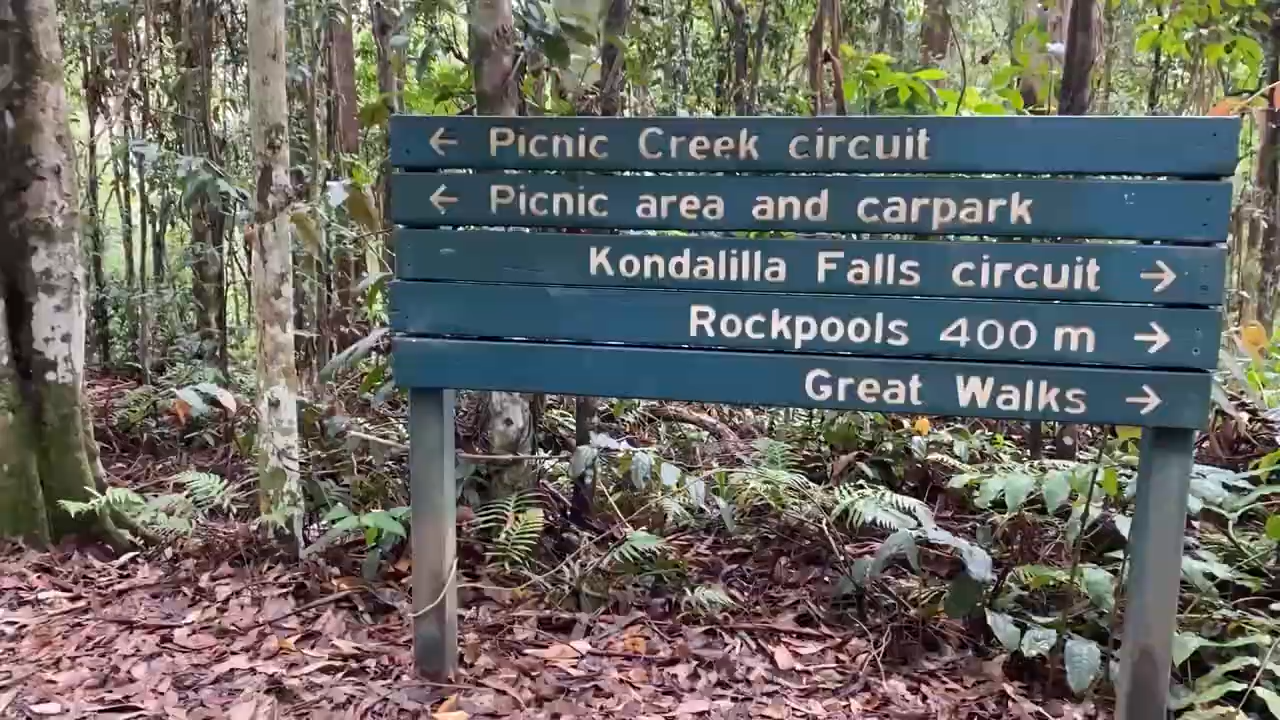 ← Picnic Creek circuit
← Picnic area and carpark
Kondalilla Falls circuit →
Rockpools 400 m →
Great Walks →